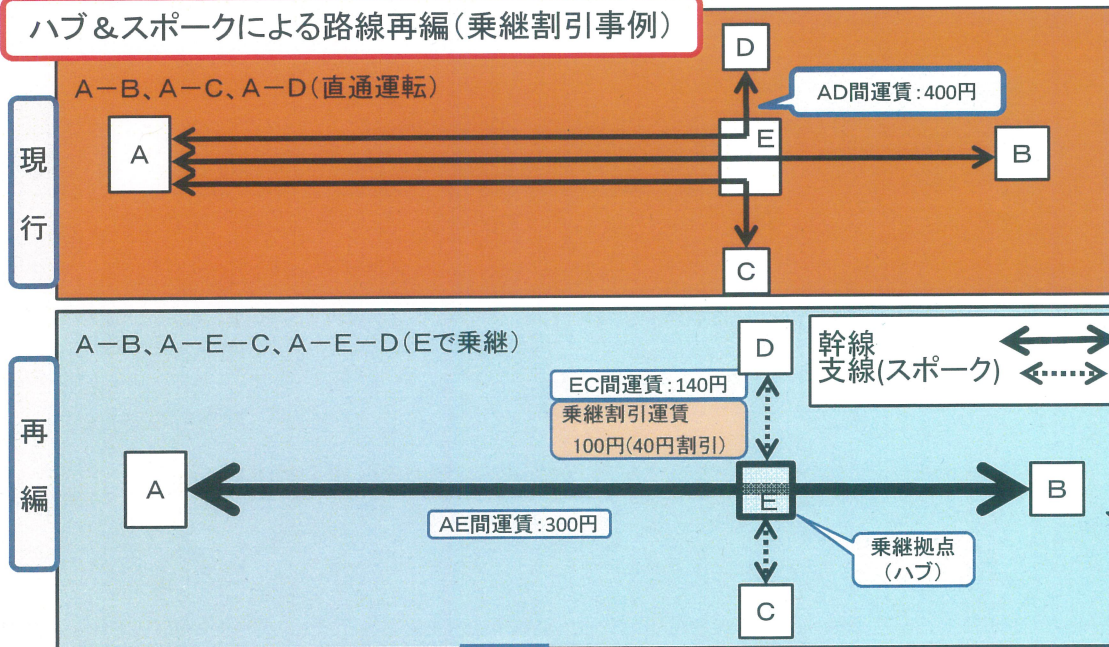 ハブ&スポークによる路線再編(乗継割引事例)
現行
A-B、A-C、A-D(直通運転)
D
AD間運賃:400円
A
E
B
C
再編
A-B、A-E-C、A-E-D(Eで乗継)
D
幹線
支線(スポーク)
EC間運賃:140円
乗継割引運賃
100円(40円割引)
A
E
B
AE間運賃:300円
乗継拠点
(ハブ)
C